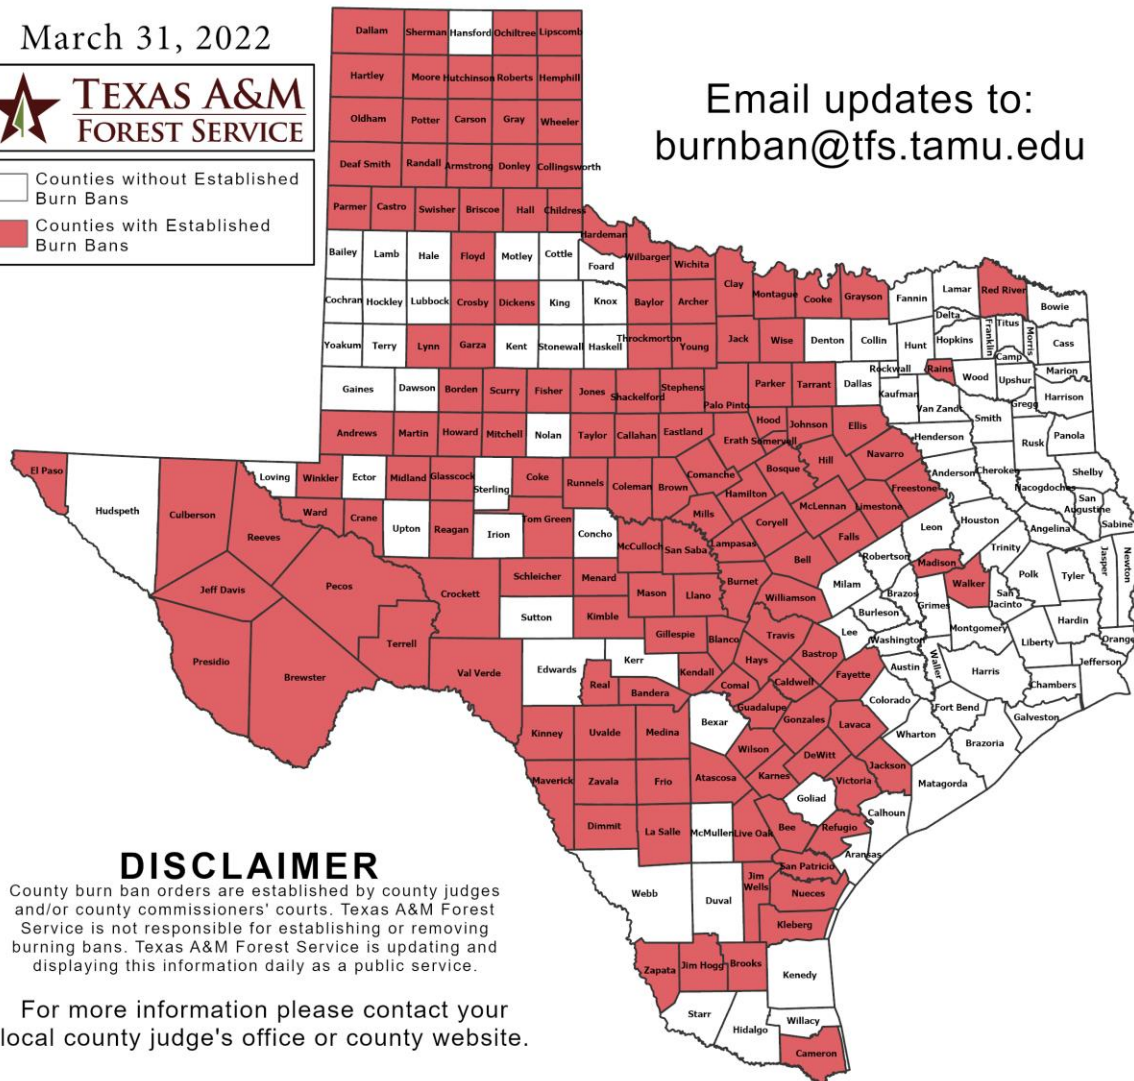 March 31, 2022
TEXAS A&M
FOREST SERVICE
Counties without Established
Burn Bans
Counties with Established
Burn Bans
Email updates to:
burnban@tfs.tamu.edu
Dallam Sherman Hansford Ochiltree Lipscomb
Hartley Moore Hutchinson Roberts Hemphill
Oldham Potter Carson Gray Wheeler
Deaf Smith Randall Armstrong Donley Collingsworth
Parmer Castro Swisher Briscoe Hall Childress
Hardeman
Bailey Lamb Hale Floyd Motley Cottle Foard Wilbarger Wichita
Cochran Hockley Lubbock Crosby Dickens King Knox Baylor Archer Clay Montague Cooke Grayson Fannin Lamar Red River Bowie
Delta Titus Franklin Morris
Yoakum Terry Lynn Garza Kent Stonewall Haskell Throckmorton Young Jack Wise Denton Collin Hunt Hopkins Cass
Camp
Rockwall Rains Wood Upshur Marion
Gaines Dawson Borden Scurry Fisher Jones Shackelford Stephens Palo Pinto Parker Tarrant Dallas Kaufman Van Zandt Gregg Harrison
Smith
Andrews Martin Howard Mitchell Nolan Taylor Callahan Eastland Erath Hood Somervell Johnson Ellis Henderson Rusk Panola
El Paso Hudspeth Culberson Reeves Loving Winkler Ector Midland Glasscock Sterling Coke Runnels Coleman Brown Comanche Hamilton Bosque Hill Navarro Freestone Anderson Cherokee Nacogdoches Shelby
San
Augustine Sabine
Ward Crane Upton Reagan Irion Tom Green Concho McCulloch San Saba Mills Lampasas Coryell McLennan Limestone Falls Leon Houston Angelina
Trinity
Jeff Davis Pecos Crockett Schleicher Menard Mason Llano Burnet Bell Williamson Milam Robertson Madison Walker Brazos Grimes San
Jacinto Polk Tyler Jasper Newton
Presidio Brewster Terrell Val Verde Sutton Kimble Gillespie Blanco Travis Hays Bastrop Lee Burleson Washington Montgomery Liberty Hardin Orange
Edwards Kerr Real Bandera Kendall Comal Caldwell Fayette Austin Waller Harris Chambers Jefferson
Guadalupe Gonzales Lavaca Colorado Fort Bend Galveston
Kinney Uvalde Medina Bexar Wilson DeWitt Wharton Brazoria
Maverick Zavala Frio Atascosa Karnes Victoria Jackson Matagorda
Goliad Calhoun
Dimmit La Salle McMullen Live Oak Bee Refugio
Aransas
San Patricio
Webb Duval Jim
Wells Nueces
Kleberg
Zapata Jim Hogg Brooks Kenedy
Starr Hidalgo Willacy
Cameron
DISCLAIMER
County burn ban orders are established by county judges
and/or county commissioners' courts. Texas A&M Forest
Service is not responsible for establishing or removing
burning bans. Texas A&M Forest Service is updating and
displaying this information daily as a public service.
For more information please contact your
local county judge's office or county website.